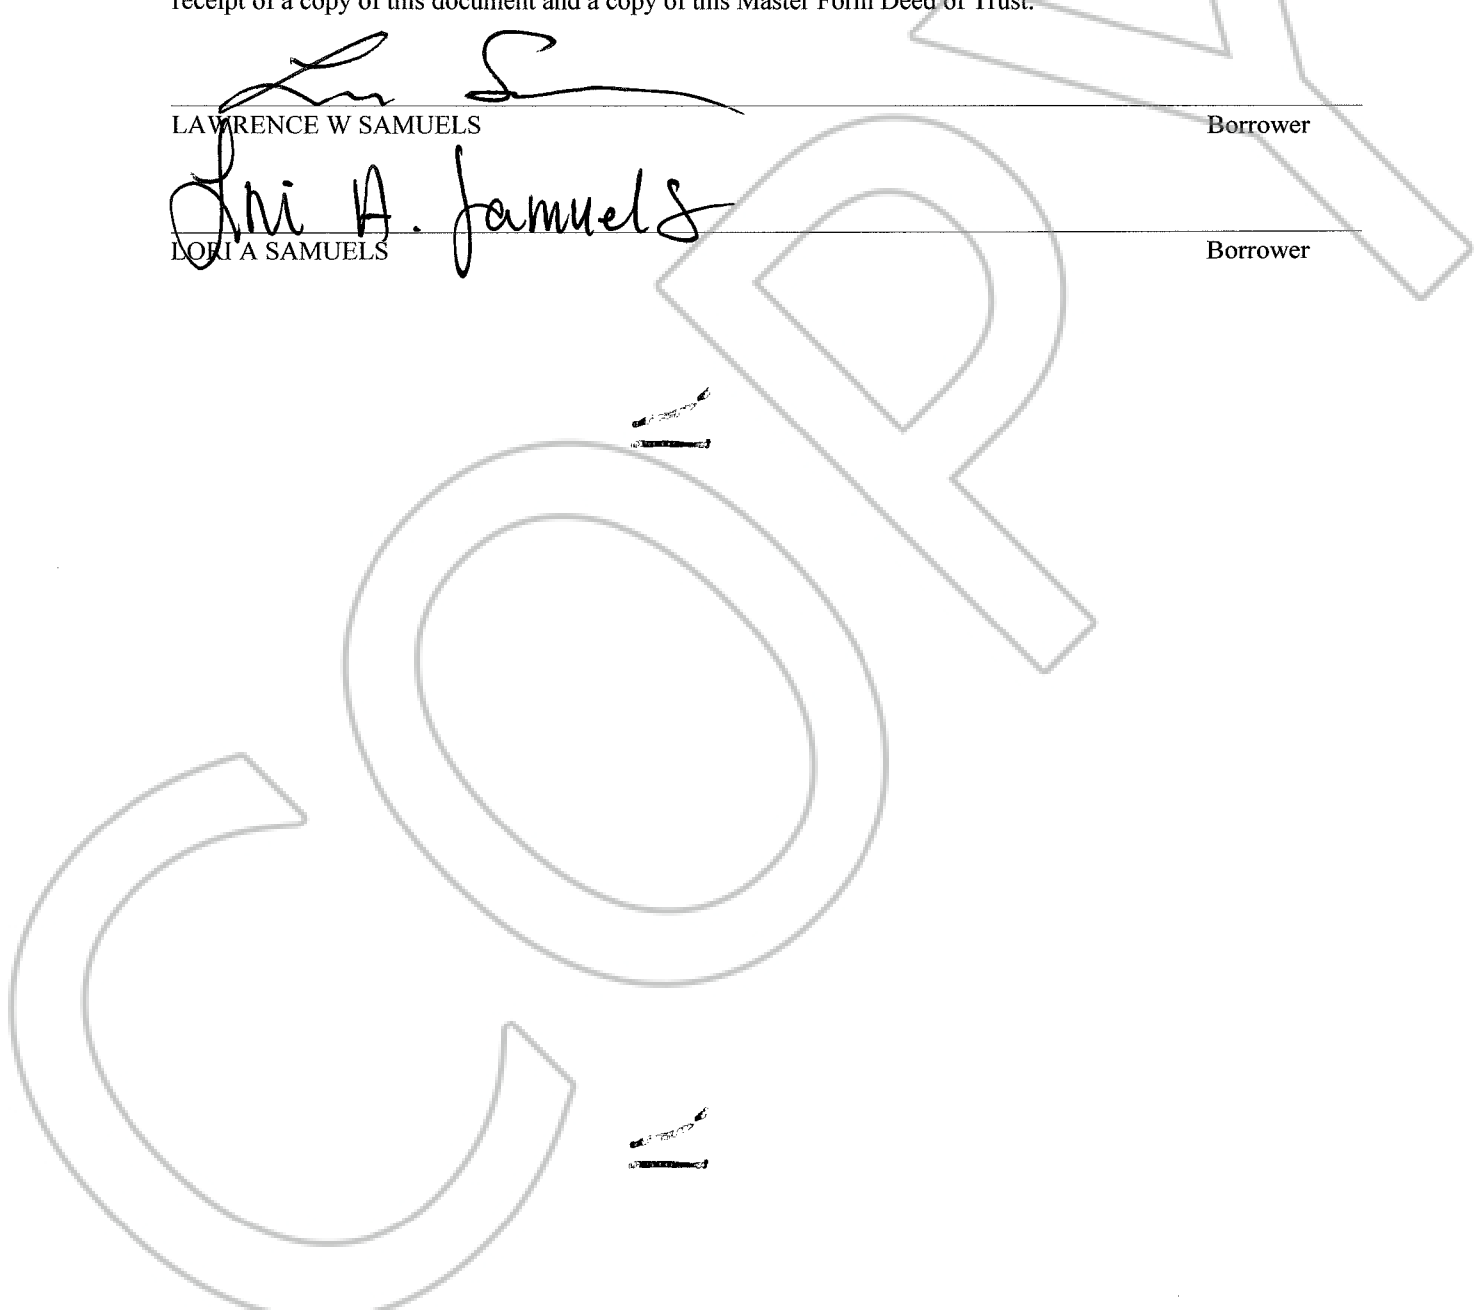 receipt of a copy of this document and a copy of this Master Form Deed of Trust.
LAWRENCE W SAMUELS Borrower
Lori A. Samuels
LORI A SAMUELS Borrower
COPY